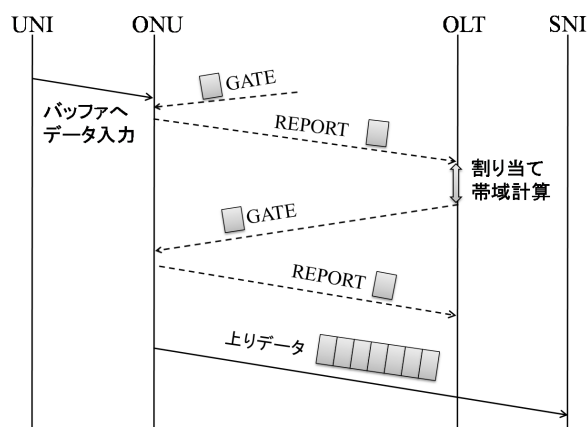 UNI
ONU
OLT
SNI
GATE
バッファへ
データ入力
REPORT
割り当て
帯域計算
GATE
REPORT
上りデータ